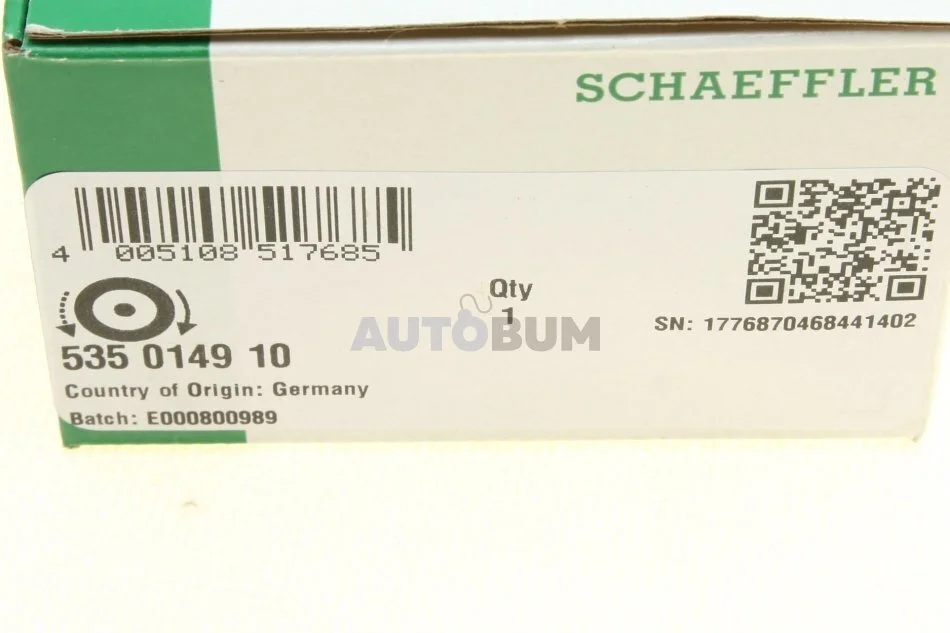 SCHAEFFLER
4 005108 517685
Qty
1
AUTOBUM
SN: 1776870468441402
535 0149 10
Country of Origin: Germany
Batch: E000800989